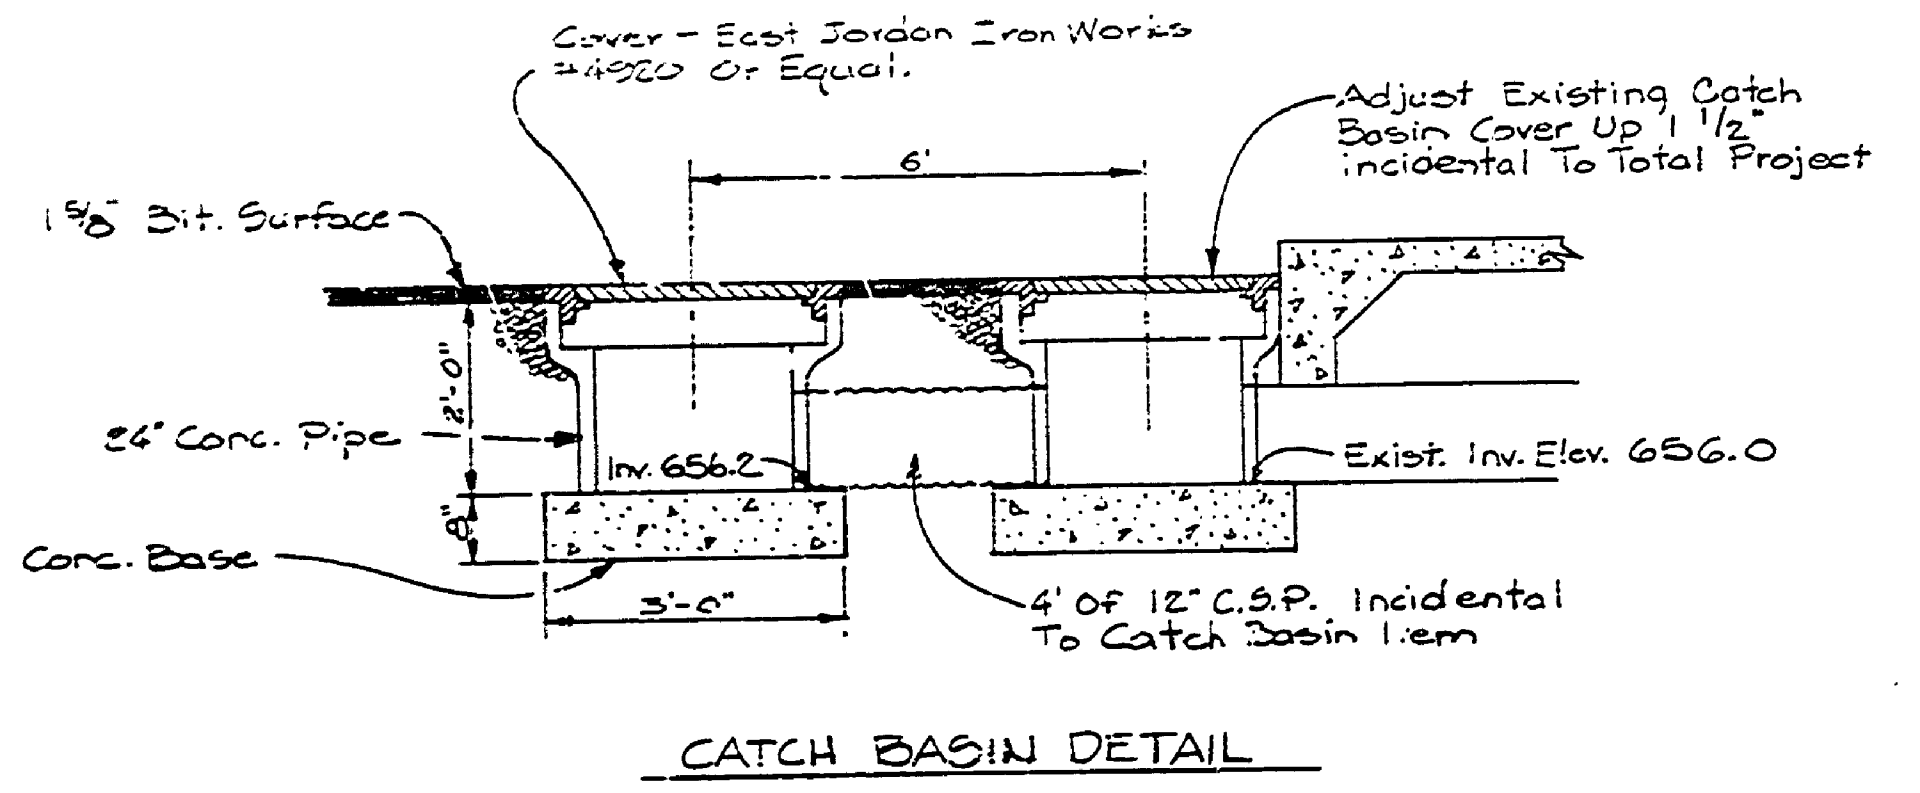 Cover - East Jordan Iron Works
#4920 Or Equal.
Adjust Existing Catch
Basin Cover Up 1 1/2"
incidental To Total Project
6'
1 5/8" Bit. Surface
2'-0"
24" Conc. Pipe
Inv. 656.2
Exist. Inv. Elev. 656.0
8"
Conc. Base
3'-0"
4' Of 12" C.S.P. Incidental
To Catch Basin Item
CATCH BASIN DETAIL